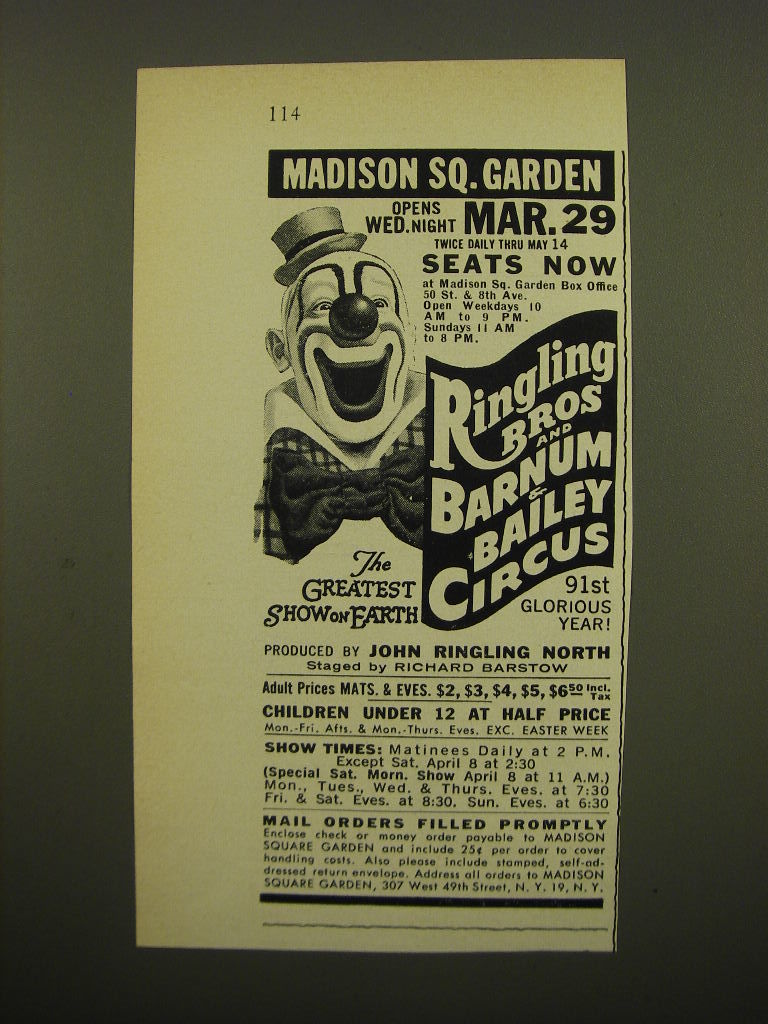 114
MADISON SQ. GARDEN
OPENS
WED. NIGHT MAR. 29
TWICE DAILY THRU MAY 14
SEATS NOW
at Madison Sq. Garden Box Office
50 St. & 8th Ave.
Open Weekdays 10
AM to 9 PM.
Sundays 11 AM
to 8 PM.
Ringling
BROS
AND
BARNUM
&
BAILEY
CIRCUS
The
GREATEST
SHOW ON EARTH
91st
GLORIOUS
YEAR!
PRODUCED BY JOHN RINGLING NORTH
Staged by RICHARD BARSTOW
Adult Prices MATS. & EVES. $2, $3, $4, $5, $6⁵⁰ Incl. Tax
CHILDREN UNDER 12 AT HALF PRICE
Mon.-Fri. Afts. & Mon.-Thurs. Eves. EXC. EASTER WEEK
SHOW TIMES: Matinees Daily at 2 P.M.
Except Sat. April 8 at 2:30
(Special Sat. Morn. Show April 8 at 11 A.M.)
Mon., Tues., Wed. & Thurs. Eves. at 7:30
Fri. & Sat. Eves. at 8:30. Sun. Eves. at 6:30
MAIL ORDERS FILLED PROMPTLY
Enclose check or money order payable to MADISON
SQUARE GARDEN and include 25¢ per order to cover
handling costs. Also please include stamped, self-ad-
dressed return envelope. Address all orders to MADISON
SQUARE GARDEN, 307 West 49th Street, N. Y. 19, N. Y.